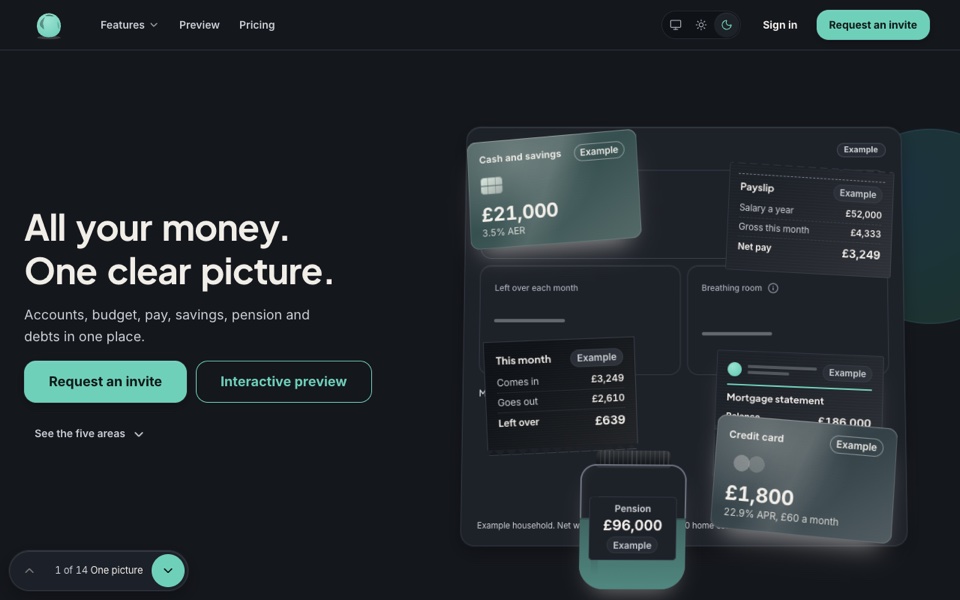 Features
Preview
Pricing
Sign in
Request an invite
All your money.
One clear picture.
Accounts, budget, pay, savings, pension and
debts in one place.
Request an invite
Interactive preview
See the five areas
1 of 14 One picture
Example
Cash and savings
Example
£21,000
3.5% AER
Payslip
Example
Salary a year
£52,000
Gross this month
£4,333
Net pay
£3,249
Left over each month
Breathing room
This month
Example
Comes in
£3,249
Goes out
£2,610
Left over
£639
Example
Mortgage statement
Balance
£186,000
Credit card
Example
£1,800
22.9% APR, £60 a month
Pension
£96,000
Example
Example household. Net
home